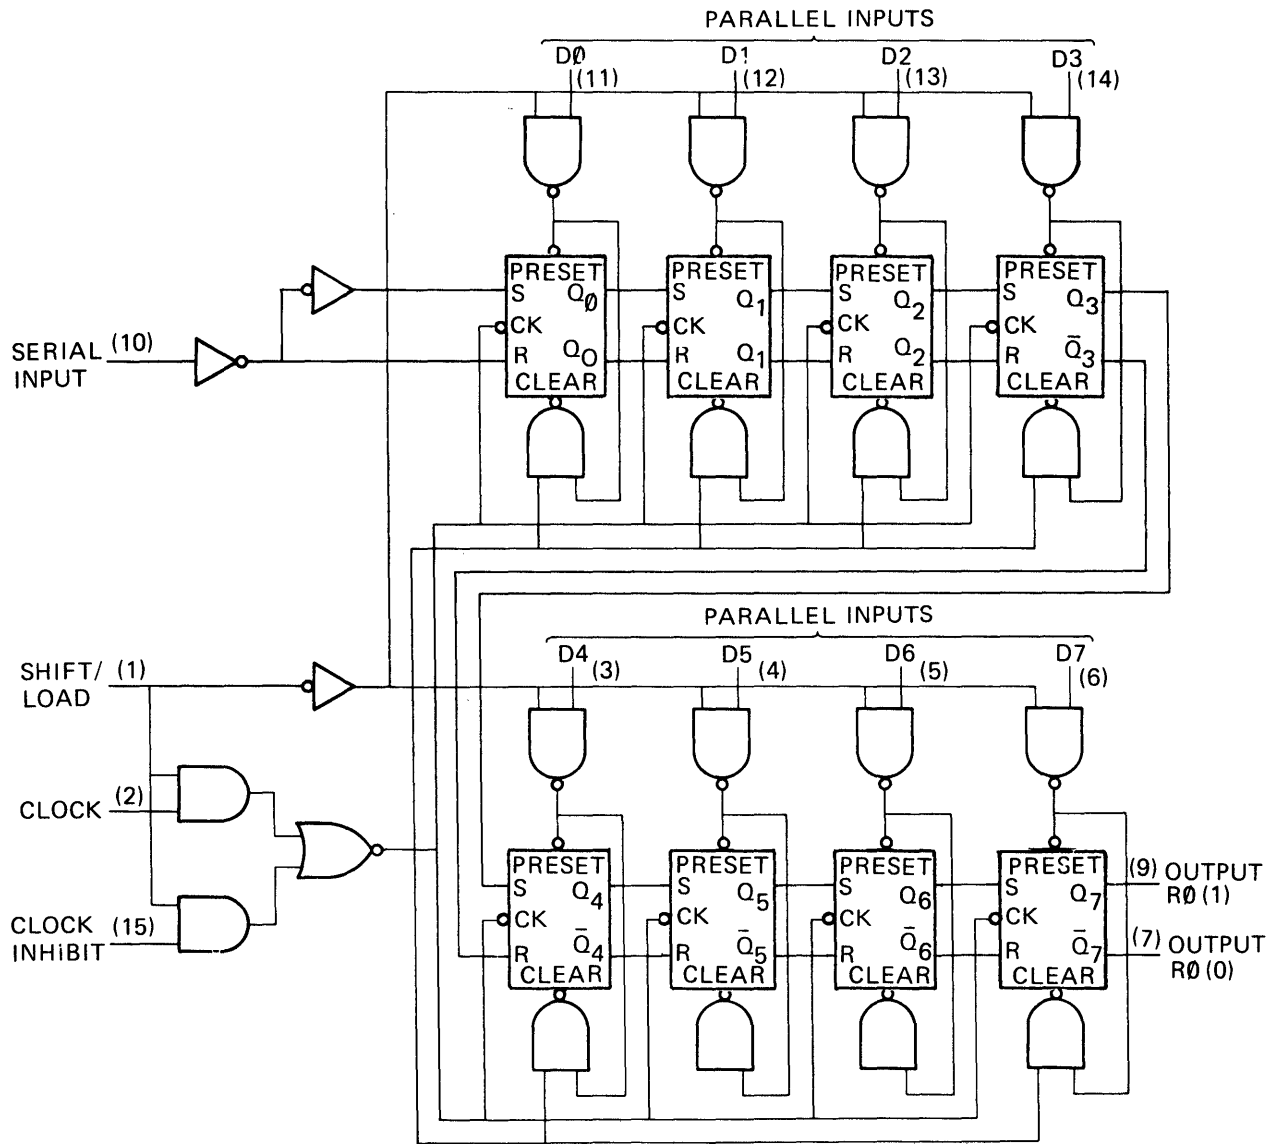 PARALLEL INPUTS
DØ D1 D2 D3
(11) (12) (13) (14)
PRESET PRESET PRESET PRESET
S QØ S Q1 S Q2 S Q3
CK CK CK CK
SERIAL INPUT (10)
R Q0 R Q1 R Q2 R Q̄3
CLEAR CLEAR CLEAR CLEAR
PARALLEL INPUTS
D4 D5 D6 D7
(3) (4) (5) (6)
SHIFT/ LOAD (1)
CLOCK (2)
CLOCK INHiBIT (15)
PRESET PRESET PRESET PRESET
S Q4 S Q5 S Q6 S Q7
CK CK CK CK
R Q̄4 R Q̄5 R Q̄6 R Q̄7
CLEAR CLEAR CLEAR CLEAR
(9) OUTPUT
RØ (1)
(7) OUTPUT
RØ (0)